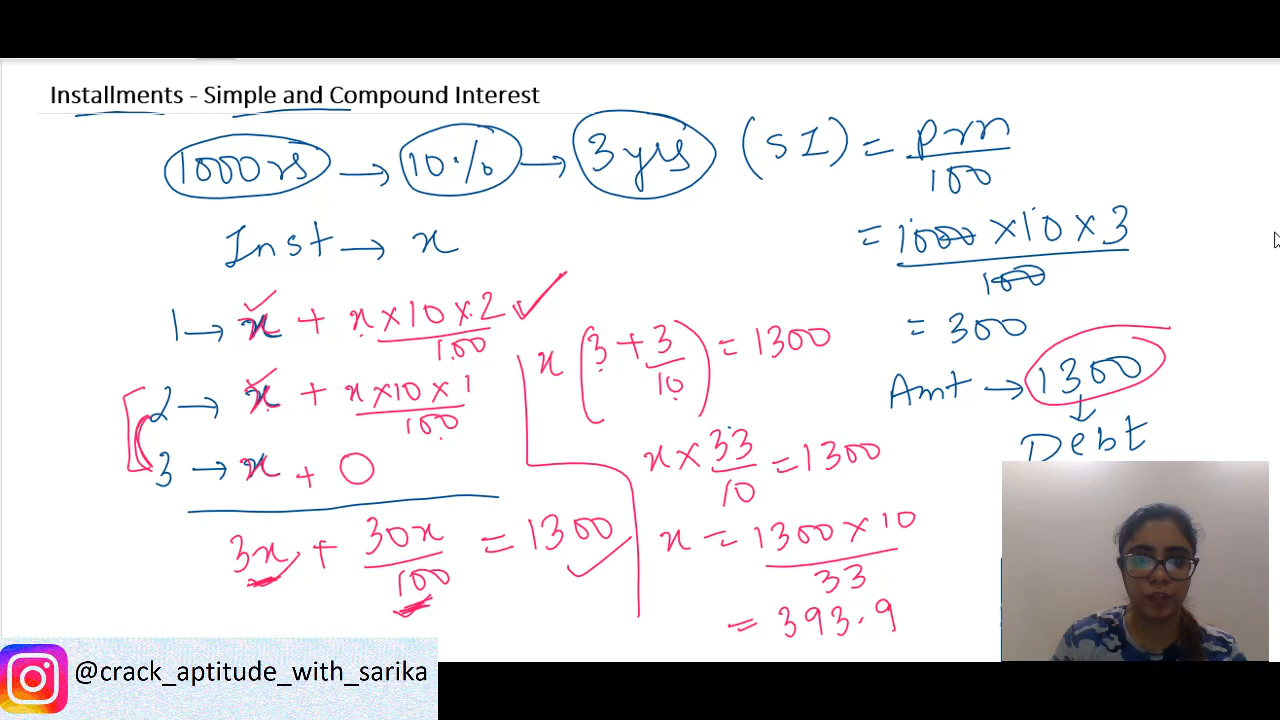 Installments - Simple and Compound Interest
1000rs → 10% → 3 yrs (SI) = prn/100
= 1000 × 10 × 3/100
= 300
Amt → 1300
Debt
Inst → x
1 → x + x × 10 × 2/100
2 → x + x × 10 × 1/100
3 → x + 0
3x + 30x/100 = 1300
x (3 + 3/10) = 1300
x × 33/10 = 1300
x = 1300 × 10/33
= 393.9
@crack_aptitude_with_sarika